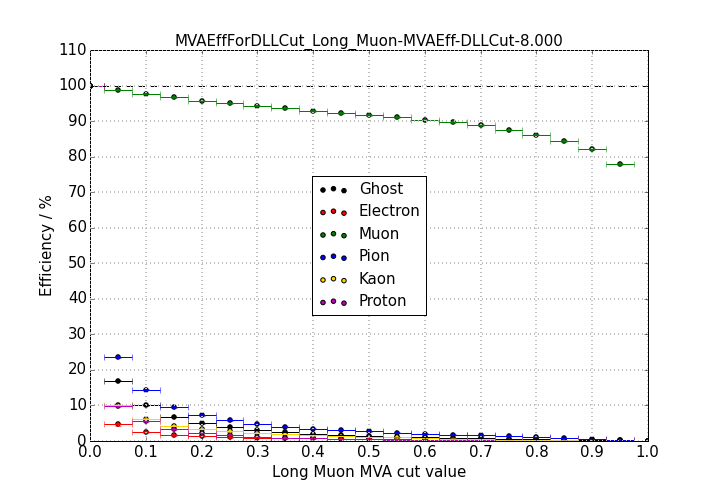 MVAEffForDLLCut_Long_Muon-MVAEff-DLLCut-8.000
110
100
90
80
70
60
50
40
30
20
10
0
Efficiency / %
Ghost
Electron
Muon
Pion
Kaon
Proton
0.0 0.1 0.2 0.3 0.4 0.5 0.6 0.7 0.8 0.9 1.0
Long Muon MVA cut value